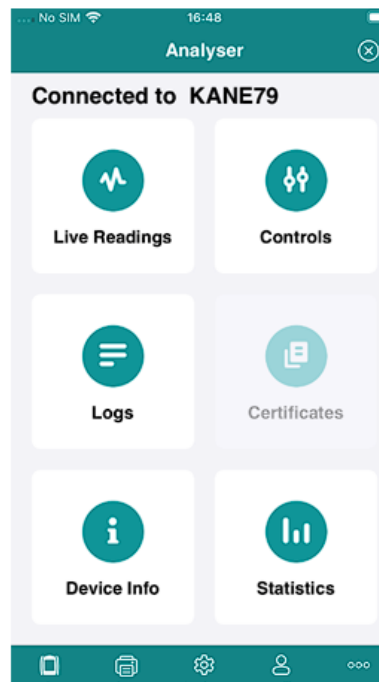 .... No SIM 16:48
Analyser
Connected to KANE79
Live Readings Controls
Logs Certificates
Device Info Statistics